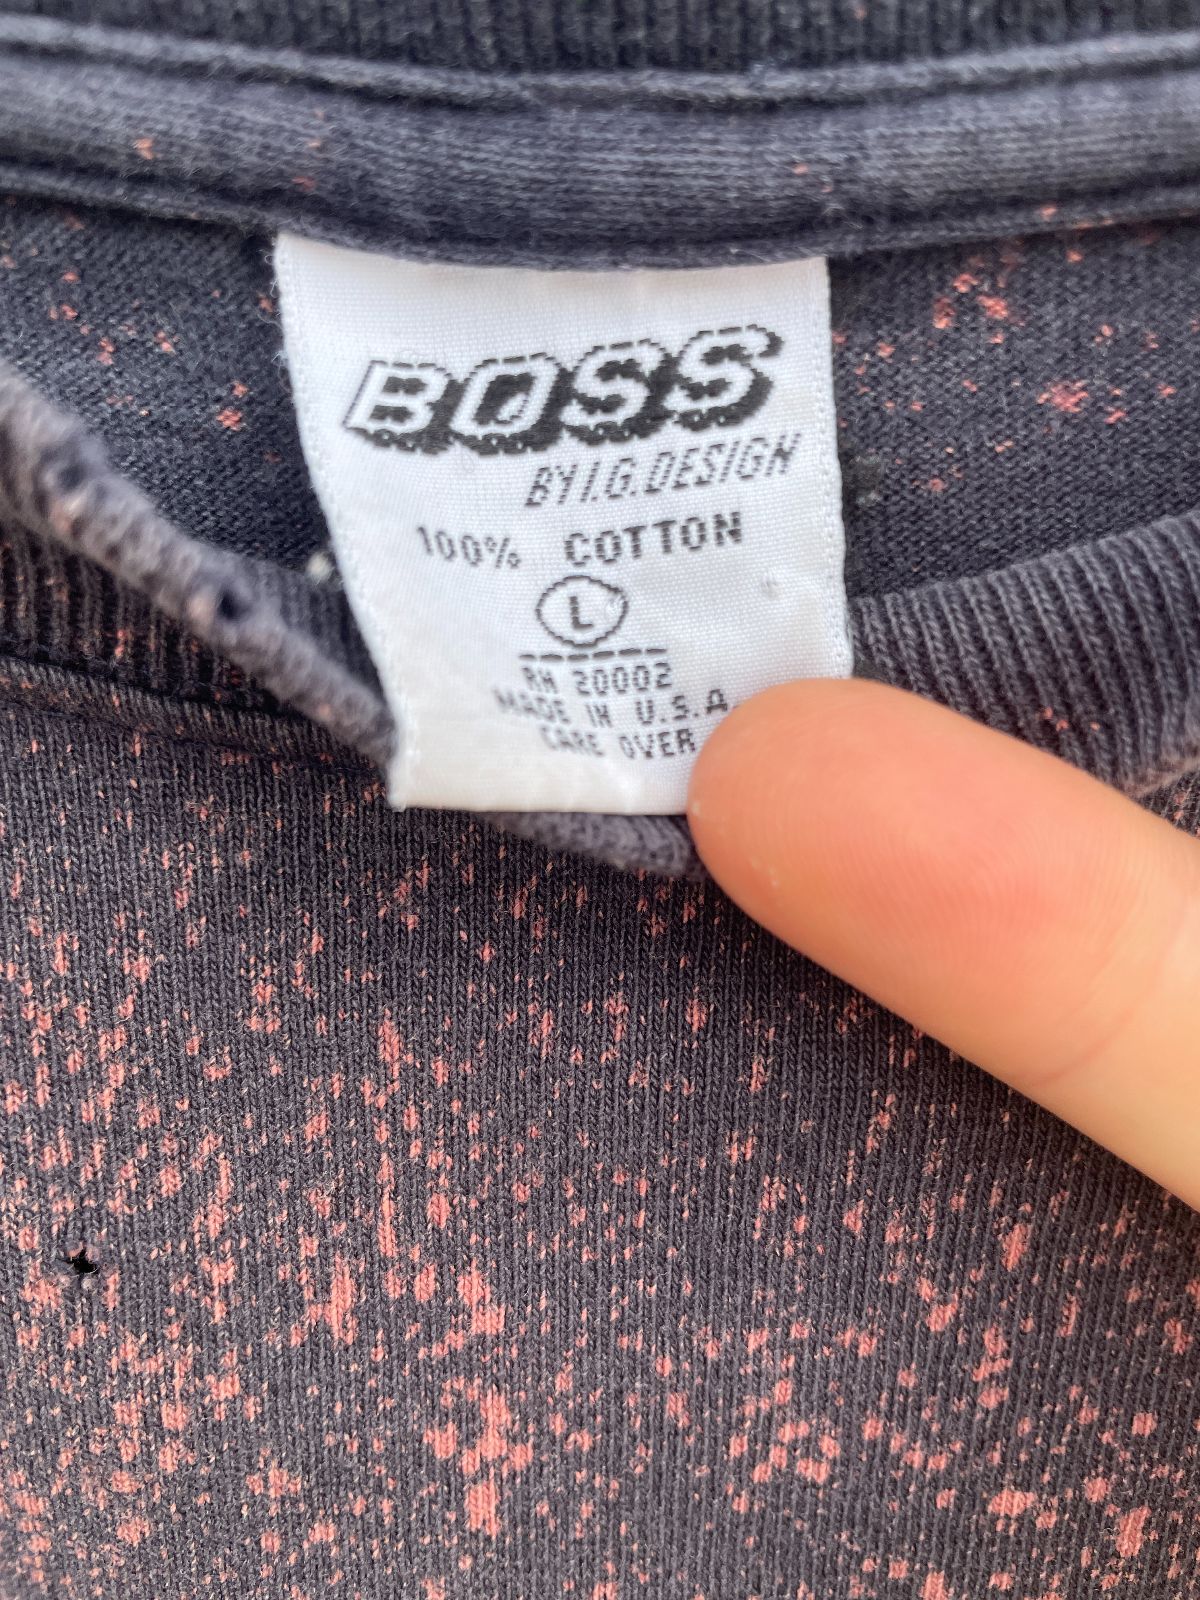 BOSS
BY I.G. DESIGN
100% COTTON
L
RN 20002
MADE IN U.S.A.
CARE OVER